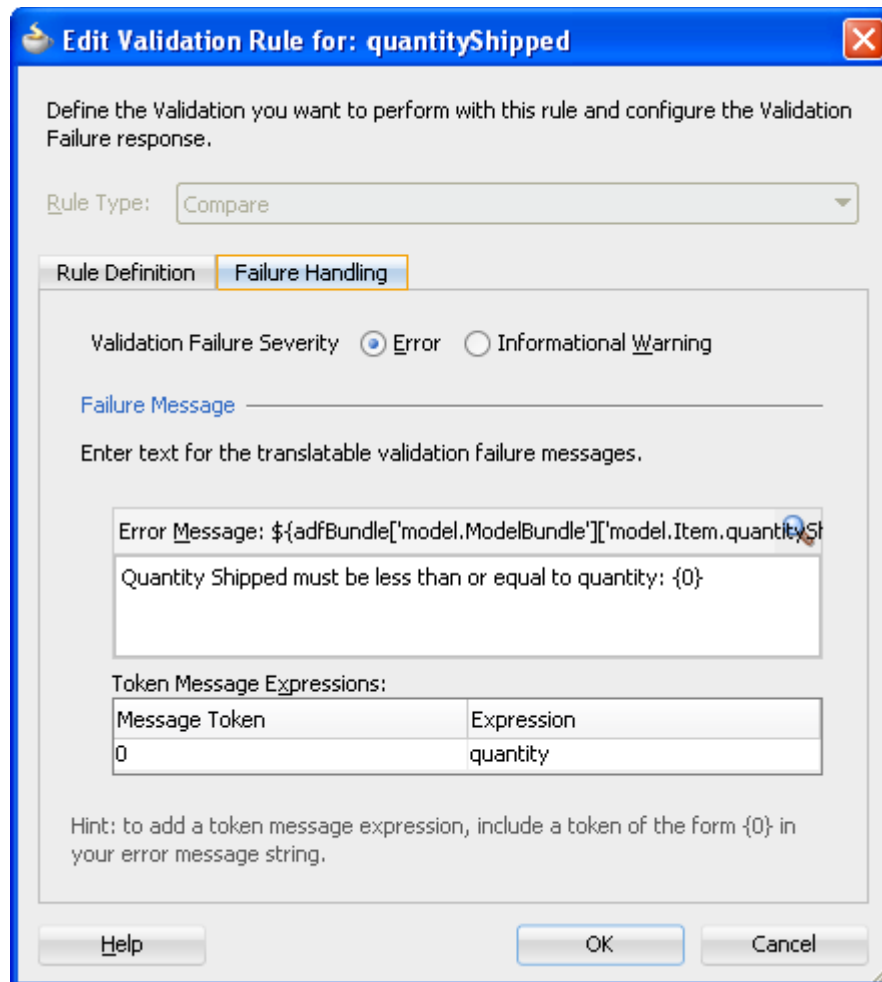 Edit Validation Rule for: quantityShipped
Define the Validation you want to perform with this rule and configure the Validation
Failure response.
Rule Type: Compare
Rule Definition Failure Handling
Validation Failure Severity Error Informational Warning
Failure Message
Enter text for the translatable validation failure messages.
Error Message: ${adfBundle['model.ModelBundle']['model.Item.quantitySh
Quantity Shipped must be less than or equal to quantity: {0}
Token Message Expressions:
Message Token Expression
0 quantity
Hint: to add a token message expression, include a token of the form {0} in
your error message string.
Help OK Cancel